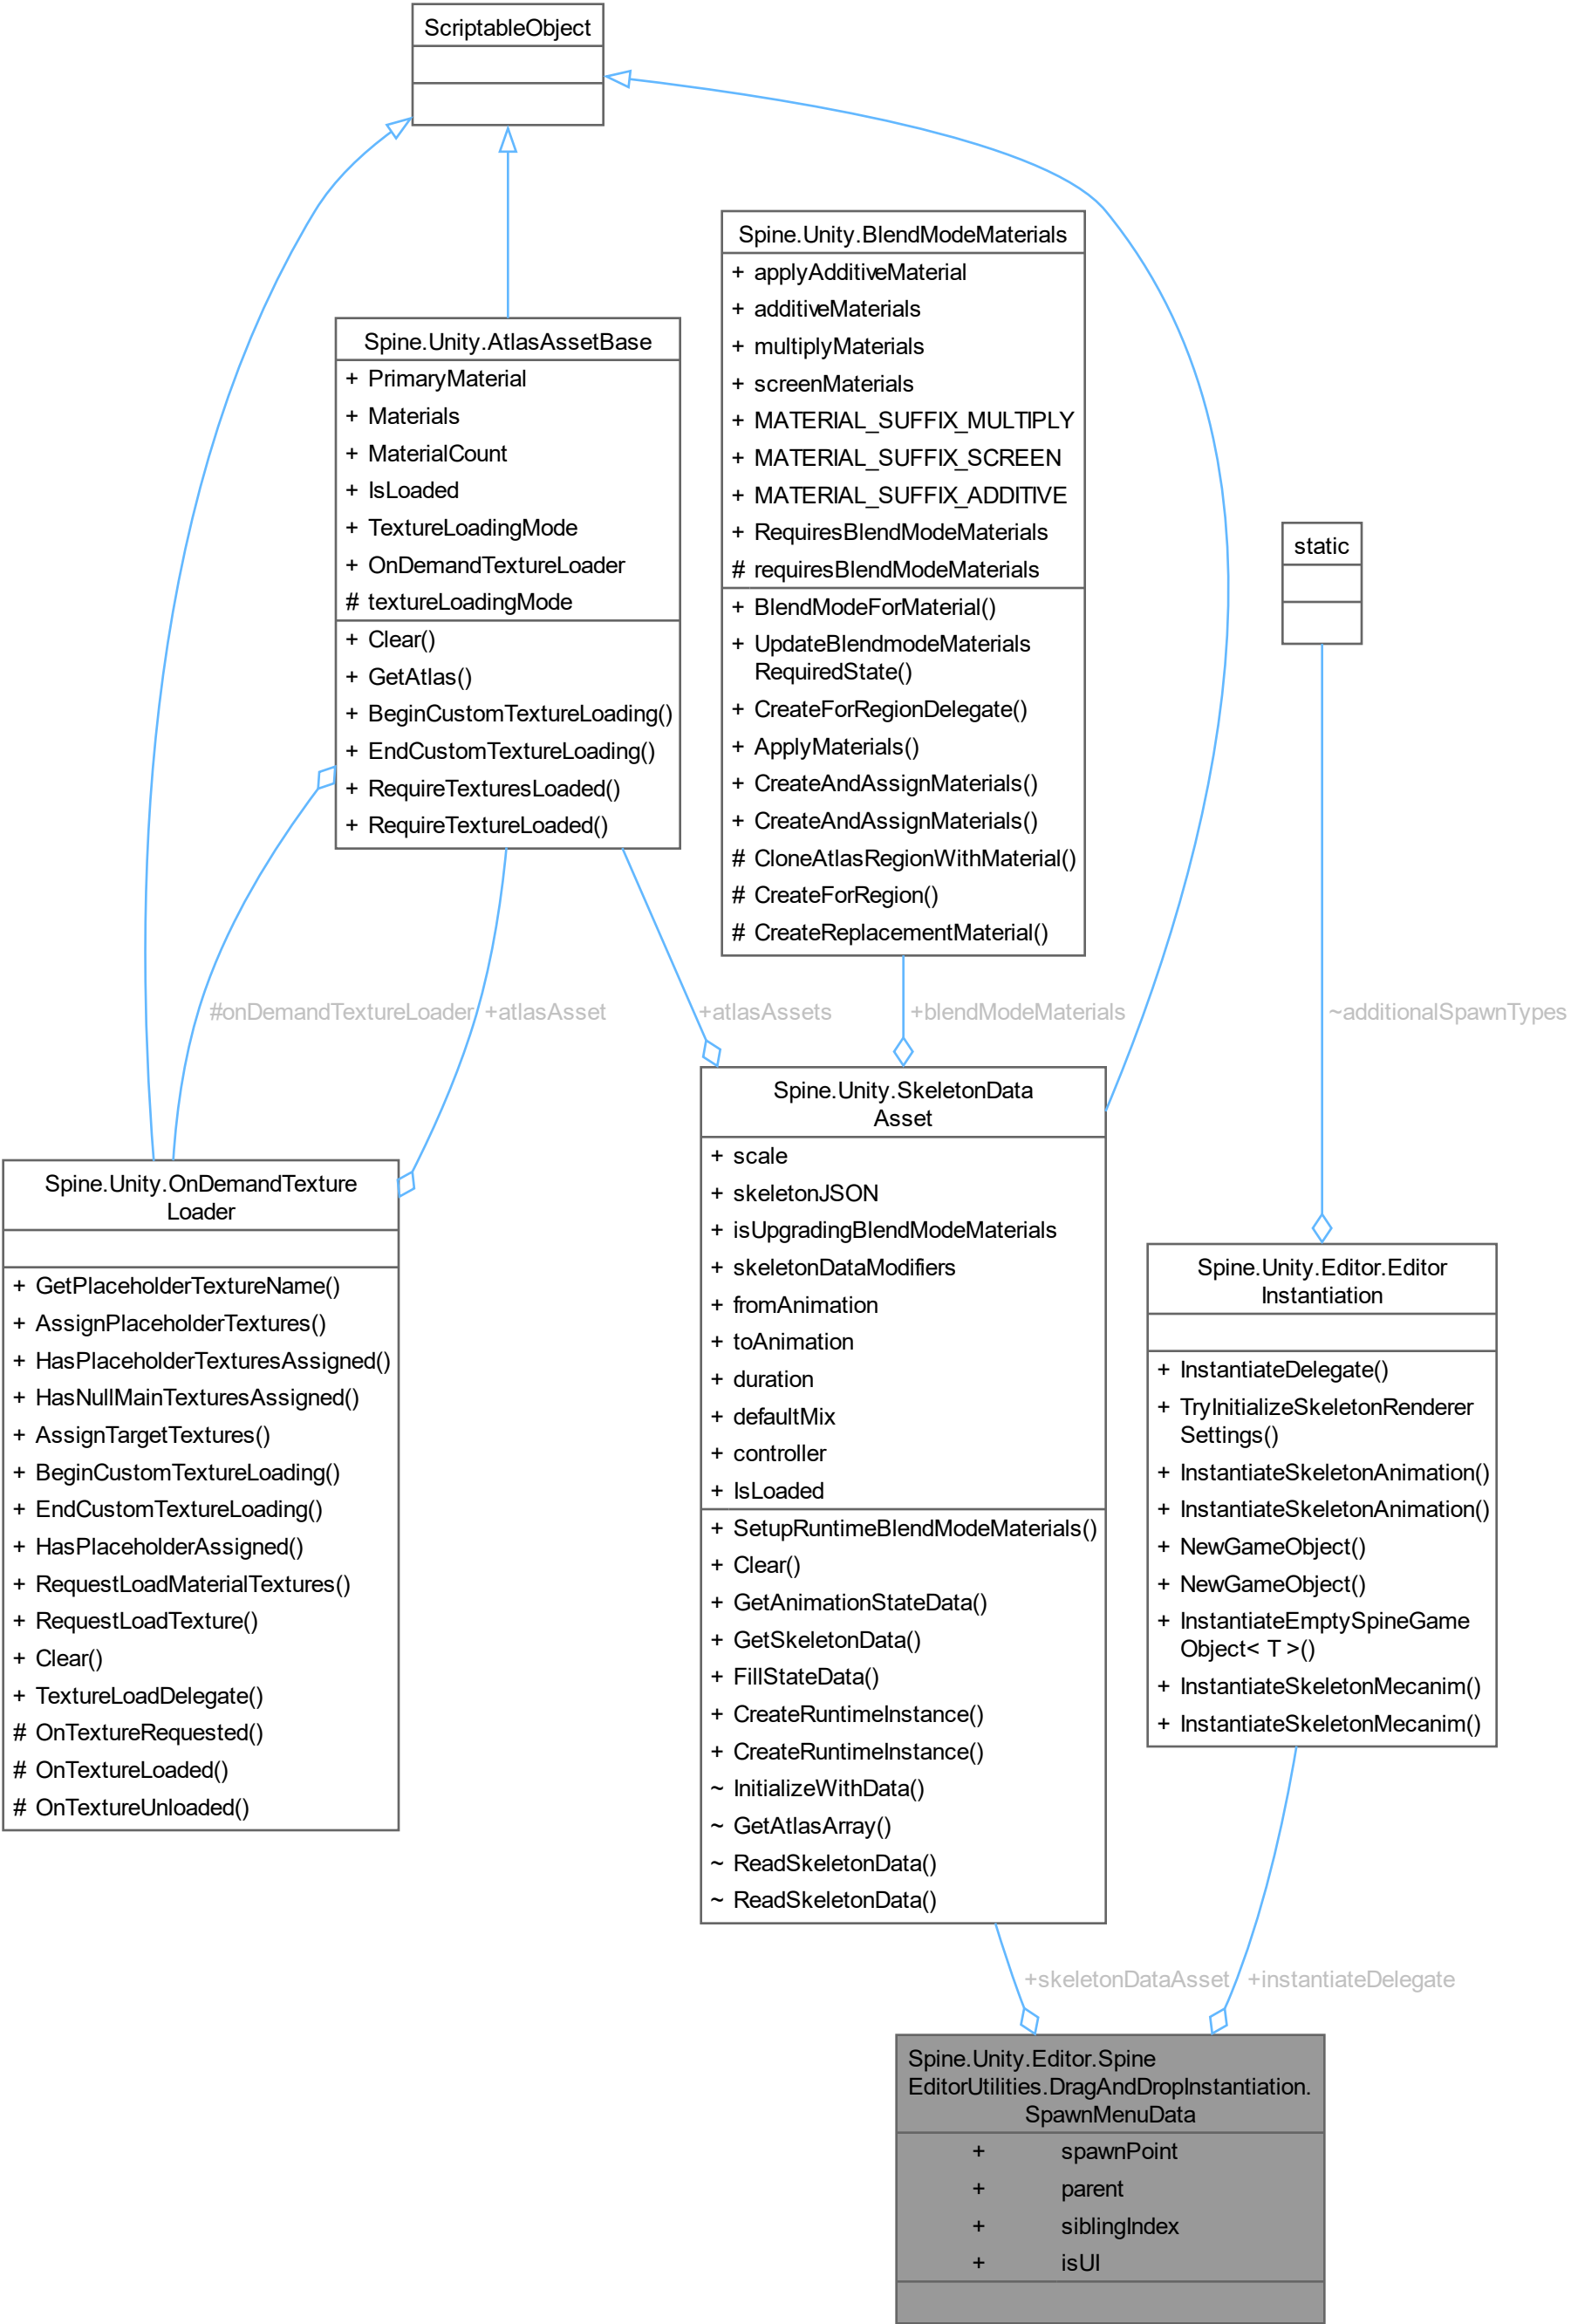 ScriptableObject
Spine.Unity.BlendModeMaterials
+ applyAdditiveMaterial
+ additiveMaterials
+ multiplyMaterials
+ screenMaterials
+ MATERIAL_SUFFIX_MULTIPLY
+ MATERIAL_SUFFIX_SCREEN
+ MATERIAL_SUFFIX_ADDITIVE
+ RequiresBlendModeMaterials
# requiresBlendModeMaterials
+ BlendModeForMaterial()
+ UpdateBlendmodeMaterials
RequiredState()
+ CreateForRegionDelegate()
+ ApplyMaterials()
+ CreateAndAssignMaterials()
+ CreateAndAssignMaterials()
# CloneAtlasRegionWithMaterial()
# CreateForRegion()
# CreateReplacementMaterial()
Spine.Unity.AtlasAssetBase
+ PrimaryMaterial
+ Materials
+ MaterialCount
+ IsLoaded
+ TextureLoadingMode
+ OnDemandTextureLoader
# textureLoadingMode
+ Clear()
+ GetAtlas()
+ BeginCustomTextureLoading()
+ EndCustomTextureLoading()
+ RequireTexturesLoaded()
+ RequireTextureLoaded()
static
#onDemandTextureLoader
+atlasAsset
+atlasAssets
+blendModeMaterials
~additionalSpawnTypes
Spine.Unity.OnDemandTexture
Loader
+ GetPlaceholderTextureName()
+ AssignPlaceholderTextures()
+ HasPlaceholderTexturesAssigned()
+ HasNullMainTexturesAssigned()
+ AssignTargetTextures()
+ BeginCustomTextureLoading()
+ EndCustomTextureLoading()
+ HasPlaceholderAssigned()
+ RequestLoadMaterialTextures()
+ RequestLoadTexture()
+ Clear()
+ TextureLoadDelegate()
# OnTextureRequested()
# OnTextureLoaded()
# OnTextureUnloaded()
Spine.Unity.SkeletonData
Asset
+ scale
+ skeletonJSON
+ isUpgradingBlendModeMaterials
+ skeletonDataModifiers
+ fromAnimation
+ toAnimation
+ duration
+ defaultMix
+ controller
+ IsLoaded
+ SetupRuntimeBlendModeMaterials()
+ Clear()
+ GetAnimationStateData()
+ GetSkeletonData()
+ FillStateData()
+ CreateRuntimeInstance()
+ CreateRuntimeInstance()
~ InitializeWithData()
~ GetAtlasArray()
~ ReadSkeletonData()
~ ReadSkeletonData()
Spine.Unity.Editor.Editor
Instantiation
+ InstantiateDelegate()
+ TryInitializeSkeletonRenderer
Settings()
+ InstantiateSkeletonAnimation()
+ InstantiateSkeletonAnimation()
+ NewGameObject()
+ NewGameObject()
+ InstantiateEmptySpineGame
Object< T >()
+ InstantiateSkeletonMecanim()
+ InstantiateSkeletonMecanim()
+skeletonDataAsset
+instantiateDelegate
Spine.Unity.Editor.Spine
EditorUtilities.DragAndDropInstantiation.
SpawnMenuData
+ spawnPoint
+ parent
+ siblingIndex
+ isUI